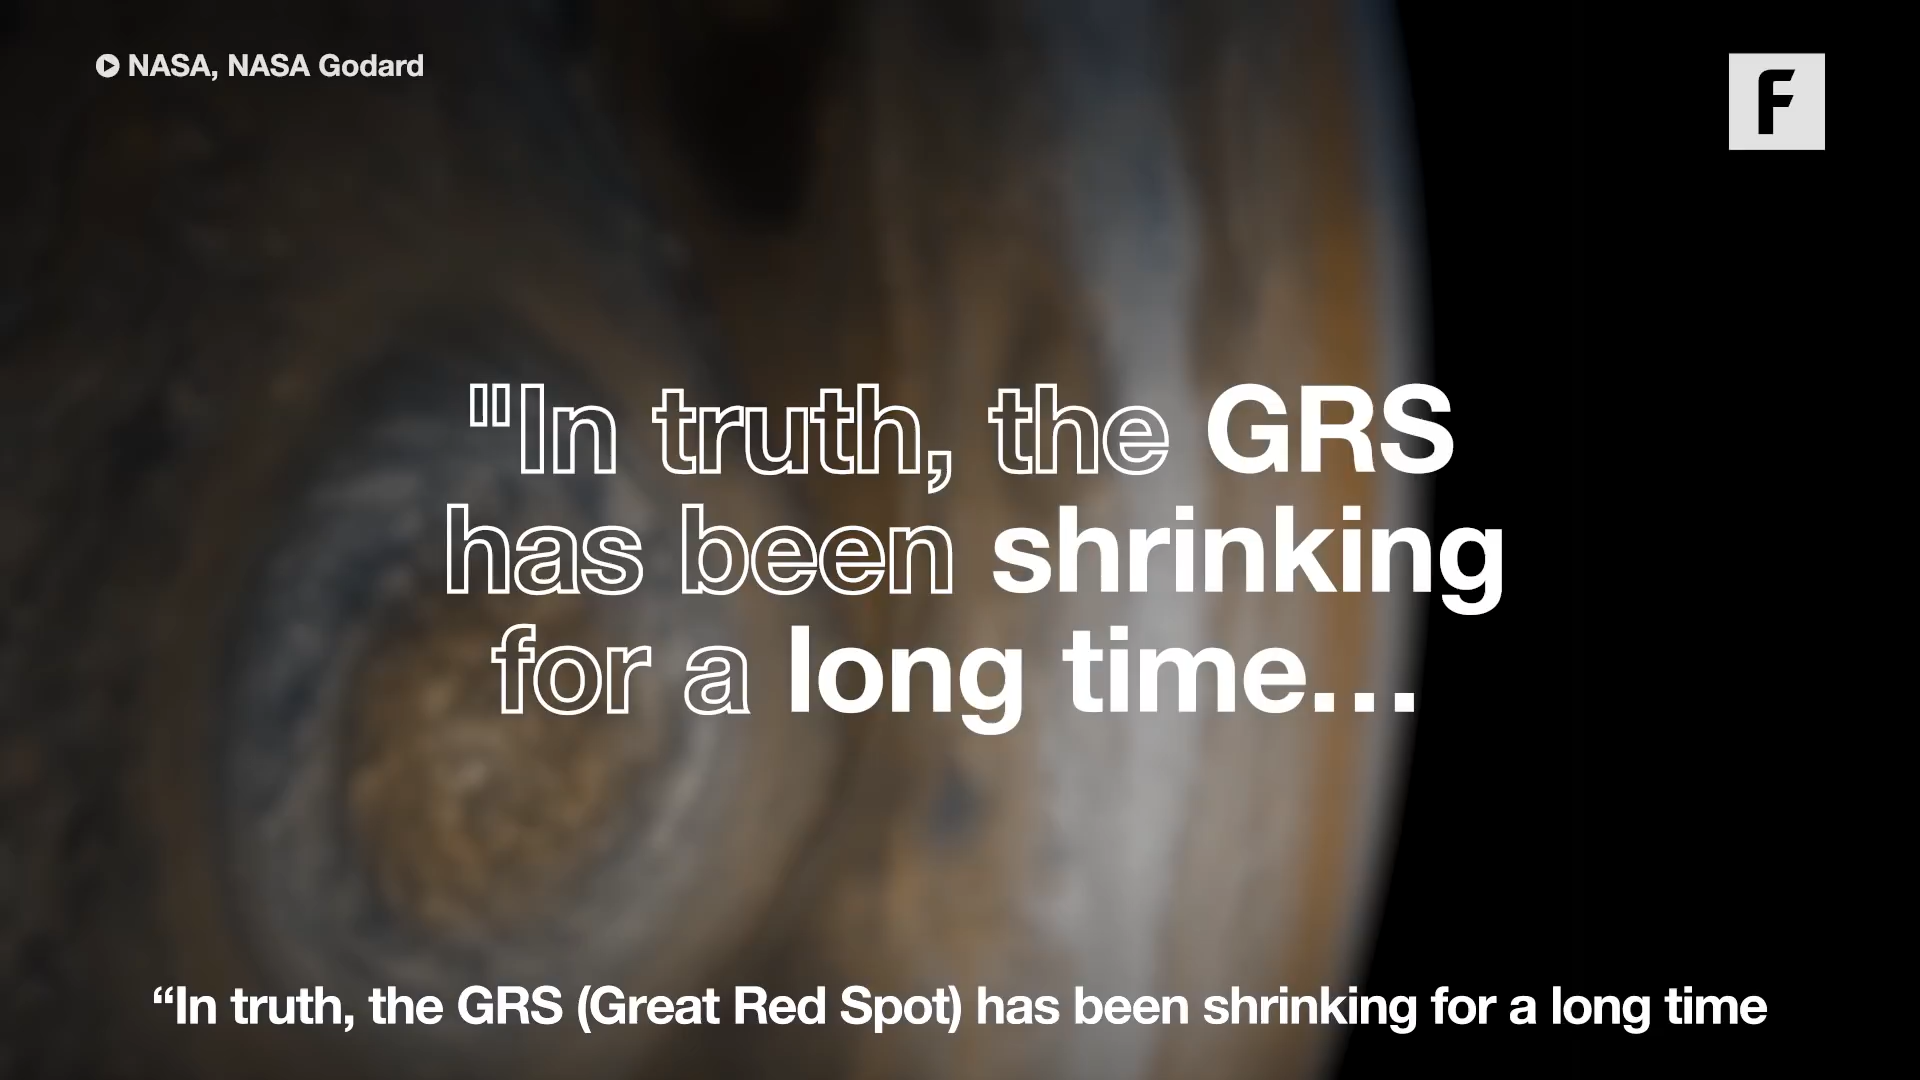 NASA, NASA Godard
F
"In truth, the GRS
has been shrinking
for a long time...
“In truth, the GRS (Great Red Spot) has been shrinking for a long time